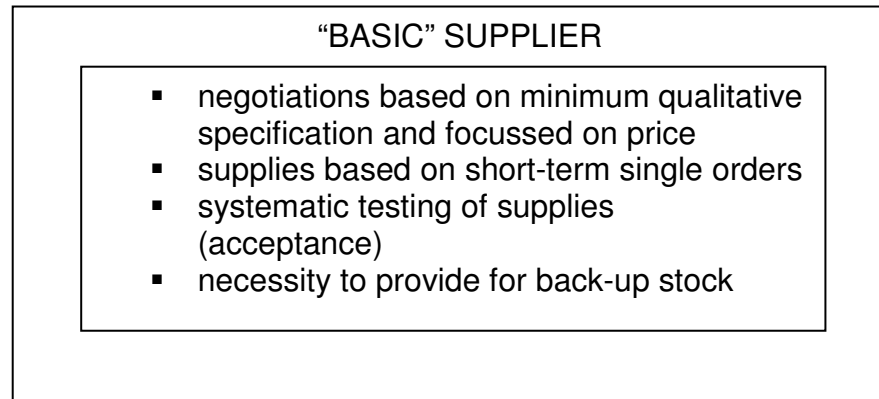 “BASIC” SUPPLIER
▪ negotiations based on minimum qualitative
specification and focussed on price
▪ supplies based on short-term single orders
▪ systematic testing of supplies
(acceptance)
▪ necessity to provide for back-up stock